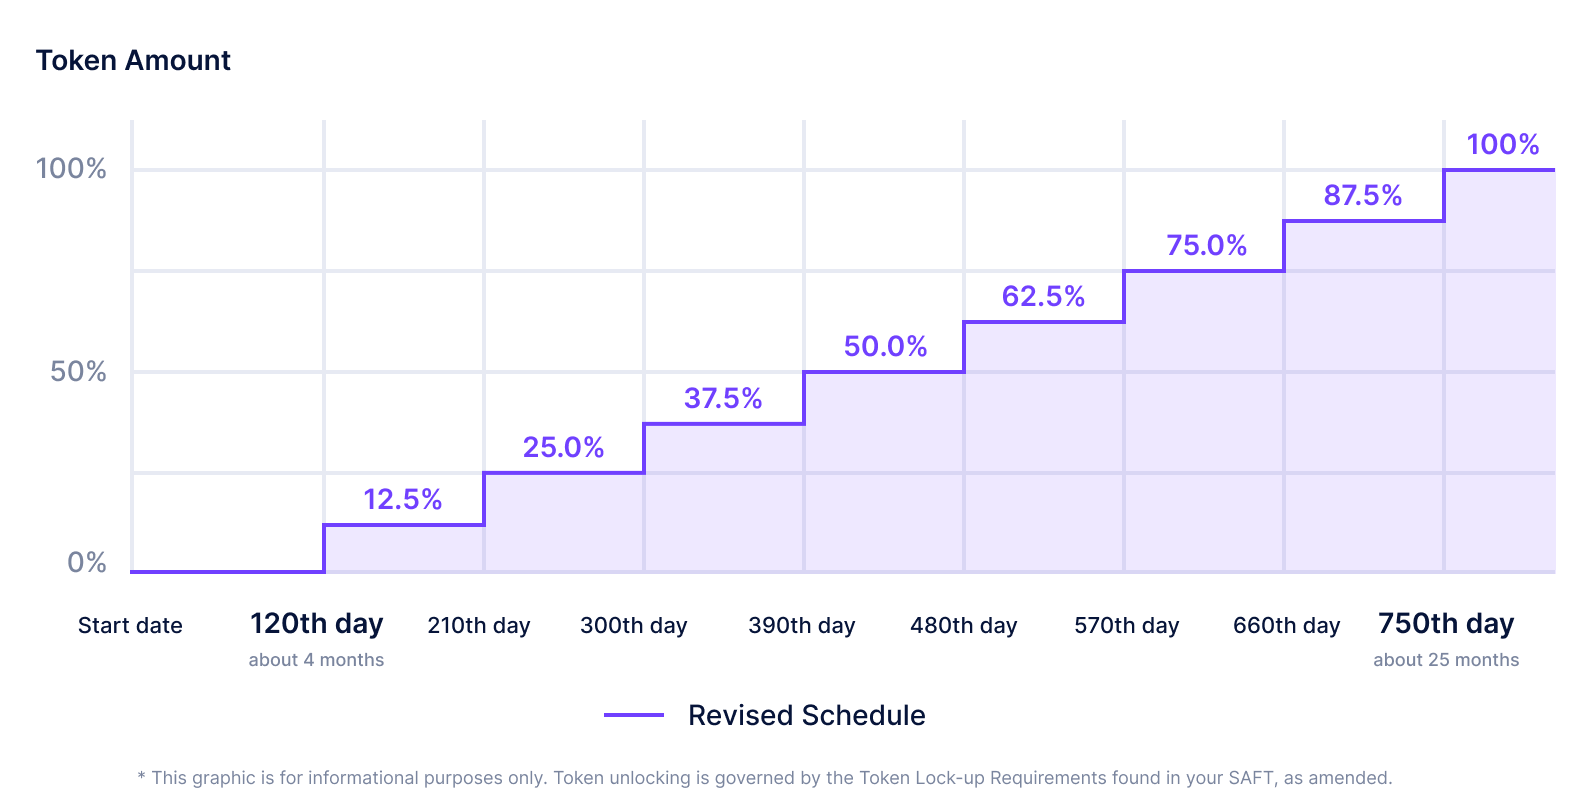 Token Amount
100%
100%
87.5%
75.0%
62.5%
50%
50.0%
37.5%
25.0%
12.5%
0%
Start date
120th day
210th day
300th day
390th day
480th day
570th day
660th day
750th day
about 4 months
about 25 months
Revised Schedule
* This graphic is for informational purposes only. Token unlocking is governed by the Token Lock-up Requirements found in your SAFT, as amended.